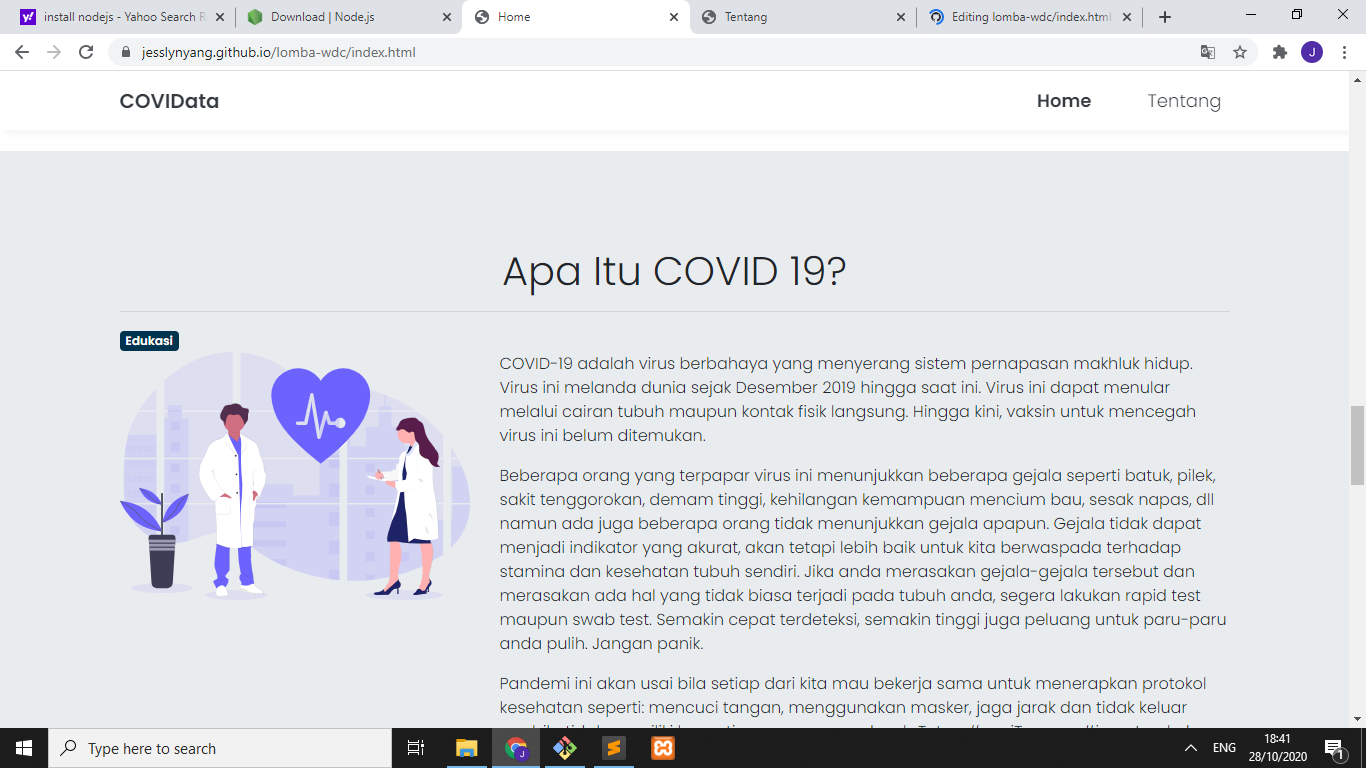 install nodejs - Yahoo Search R
Download | Node.js
Home
Tentang
Editing lomba-wdc/index.html
jesslynyang.github.io/lomba-wdc/index.html
J
COVIData
Home
Tentang
Apa Itu COVID 19?
Edukasi
COVID-19 adalah virus berbahaya yang menyerang sistem pernapasan makhluk hidup.
Virus ini melanda dunia sejak Desember 2019 hingga saat ini. Virus ini dapat menular
melalui cairan tubuh maupun kontak fisik langsung. Hingga kini, vaksin untuk mencegah
virus ini belum ditemukan.
Beberapa orang yang terpapar virus ini menunjukkan beberapa gejala seperti batuk, pilek,
sakit tenggorokan, demam tinggi, kehilangan kemampuan mencium bau, sesak napas, dll
namun ada juga beberapa orang tidak menunjukkan gejala apapun. Gejala tidak dapat
menjadi indikator yang akurat, akan tetapi lebih baik untuk kita berwaspada terhadap
stamina dan kesehatan tubuh sendiri. Jika anda merasakan gejala-gejala tersebut dan
merasakan ada hal yang tidak biasa terjadi pada tubuh anda, segera lakukan rapid test
maupun swab test. Semakin cepat terdeteksi, semakin tinggi juga peluang untuk paru-paru
anda pulih. Jangan panik.
Pandemi ini akan usai bila setiap dari kita mau bekerja sama untuk menerapkan protokol
kesehatan seperti: mencuci tangan, menggunakan masker, jaga jarak dan tidak keluar
Type here to search
J
ENG
18:41
28/10/2020
1